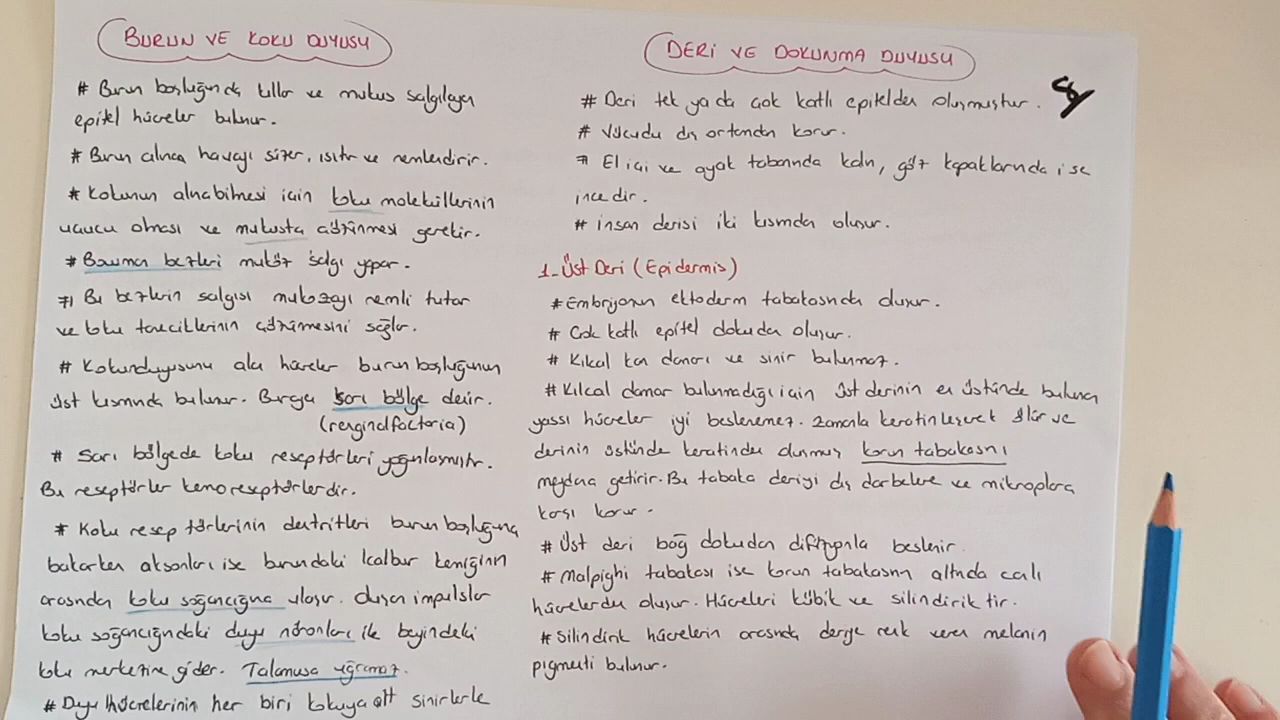 BURUN VE KOKU DUYUSU
# Burun boşluğunda kıllar ve mukus salgılayan
epitel hücreler bulunur.
# Burun alınan havayı süzer, ısıtır ve nemlendirir.
# Kokunun alınabilmesi için koku moleküllerinin
uçucu olması ve mukusta çözünmesi gerekir.
# Bowman bezleri muköz salgı yapar.
# Bu bezlerin salgısı mukozayı nemli tutar
ve koku taneciklerinin çözünmesini sağlar.
# Koku duyusunu alan hücreler burun boşluğunun
üst kısmında bulunur. Buraya sarı bölge denir.
# Sarı bölgede koku reseptörleri yoğunlaşmıştır.
Bu reseptörler kemoreseptörlerdir.
# Koku reseptörlerinin dentritleri burun boşluğuna
bakarken aksonları ise burundaki kalbur kemiğinin
arasından koku soğancığına ulaşır. Oluşan impulslar
koku soğancığındaki duyu nöronları ile beyindeki
koku merkezine gider. Talamusa uğramaz.
# Duyu hücrelerinin her biri kokuya ait sinirlerle
DERİ VE DOKUNMA DUYUSU
# Deri tek ya da çok katlı epitelden oluşmuştur.
# Vücudu dış ortamdan korur.
# El içi ve ayak tabanında kalın, göz kapaklarında ise
incedir.
# İnsan derisi iki kısımdan oluşur.
1-Üst Deri (Epidermis)
# Embriyonun ektoderm tabakasından oluşur.
# Çok katlı epitel dokudan oluşur.
# Kılcal kan damarı ve sinir bulunmaz.
# Kılcal damar bulunmadığı için üst derinin en üstünde bulunan
yassı hücreler iyi beslenemez. Zamanla keratinleşerek ölür ve
derinin üstünde keratinden oluşmuş korun tabakasını
meydana getirir. Bu tabaka deriyi dış darbelere ve mikroplara
karşı korur.
# Üst deri bağ dokudan difüzyonla beslenir.
# Malpighi tabakası ise korun tabakasının altında canlı
hücrelerden oluşur. Hücreleri kübik ve silindiriktir.
# Silindirik hücrelerin arasında deriye renk veren melanin
pigmenti bulunur.